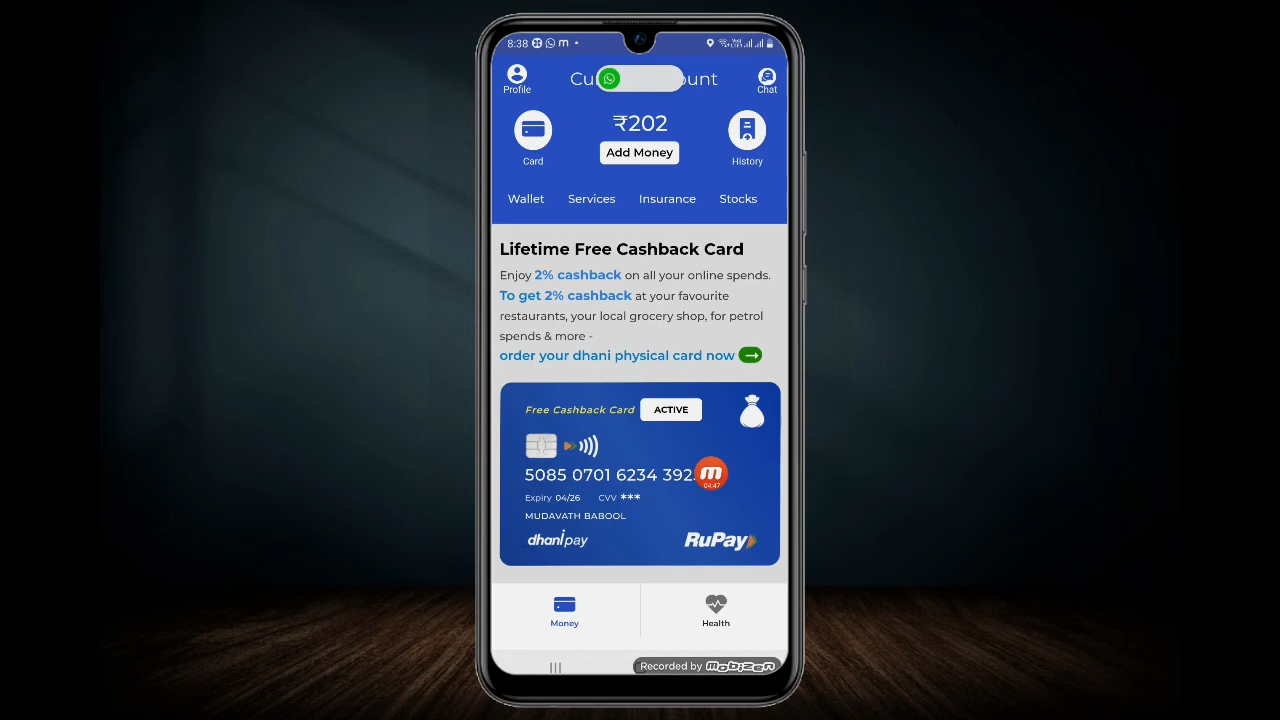 8:38
Profile
Chat
₹202
Add Money
Card
History
Wallet Services Insurance Stocks
Lifetime Free Cashback Card
Enjoy 2% cashback on all your online spends.
To get 2% cashback at your favourite
restaurants, your local grocery shop, for petrol
spends & more -
order your dhani physical card now
Free Cashback Card ACTIVE
5085 0701 6234 392
04:47
Expiry 04/26 CVV ***
MUDAVATH BABOOL
dhanipay
RuPay
Money
Health
Recorded by mobizen